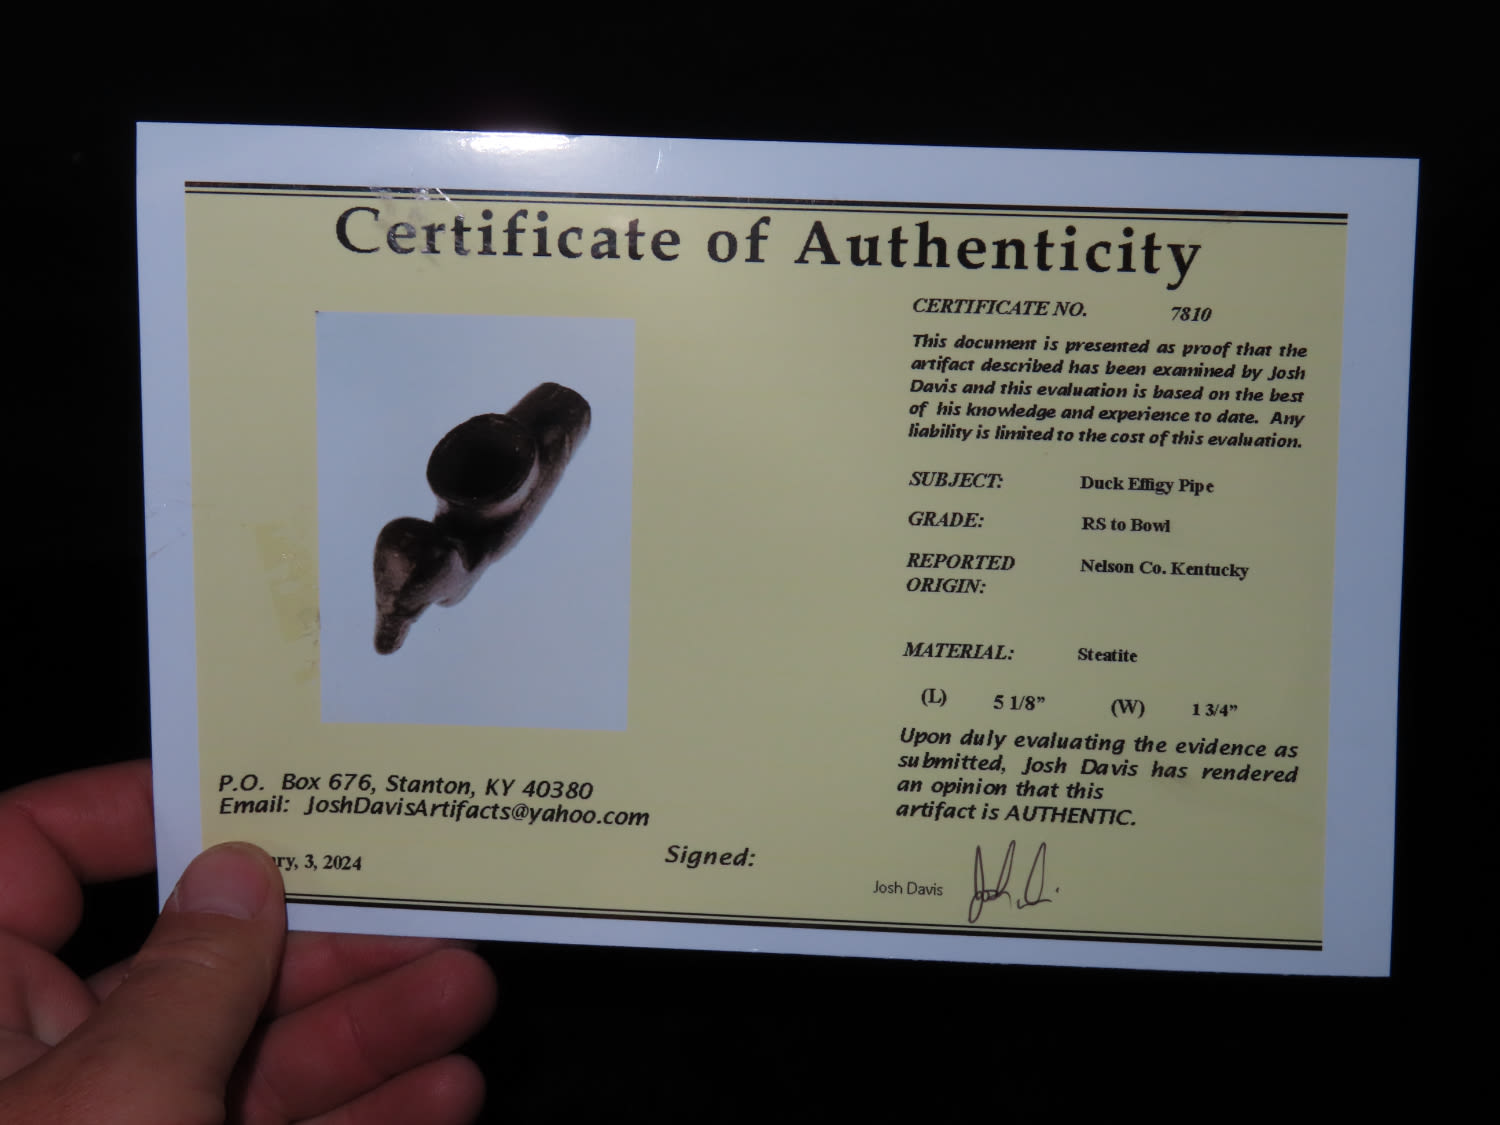 Certificate of Authenticity
CERTIFICATE NO. 7810
This document is presented as proof that the
artifact described has been examined by Josh
Davis and this evaluation is based on the best
of his knowledge and experience to date. Any
liability is limited to the cost of this evaluation.
SUBJECT: Duck Effigy Pipe
GRADE: RS to Bowl
REPORTED Nelson Co. Kentucky
ORIGIN:
MATERIAL: Steatite
(L) 5 1/8” (W) 1 3/4”
Upon duly evaluating the evidence as
submitted, Josh Davis has rendered
an opinion that this
artifact is AUTHENTIC.
P.O. Box 676, Stanton, KY 40380
Email: JoshDavisArtifacts@yahoo.com
3, 2024
Signed:
Josh Davis